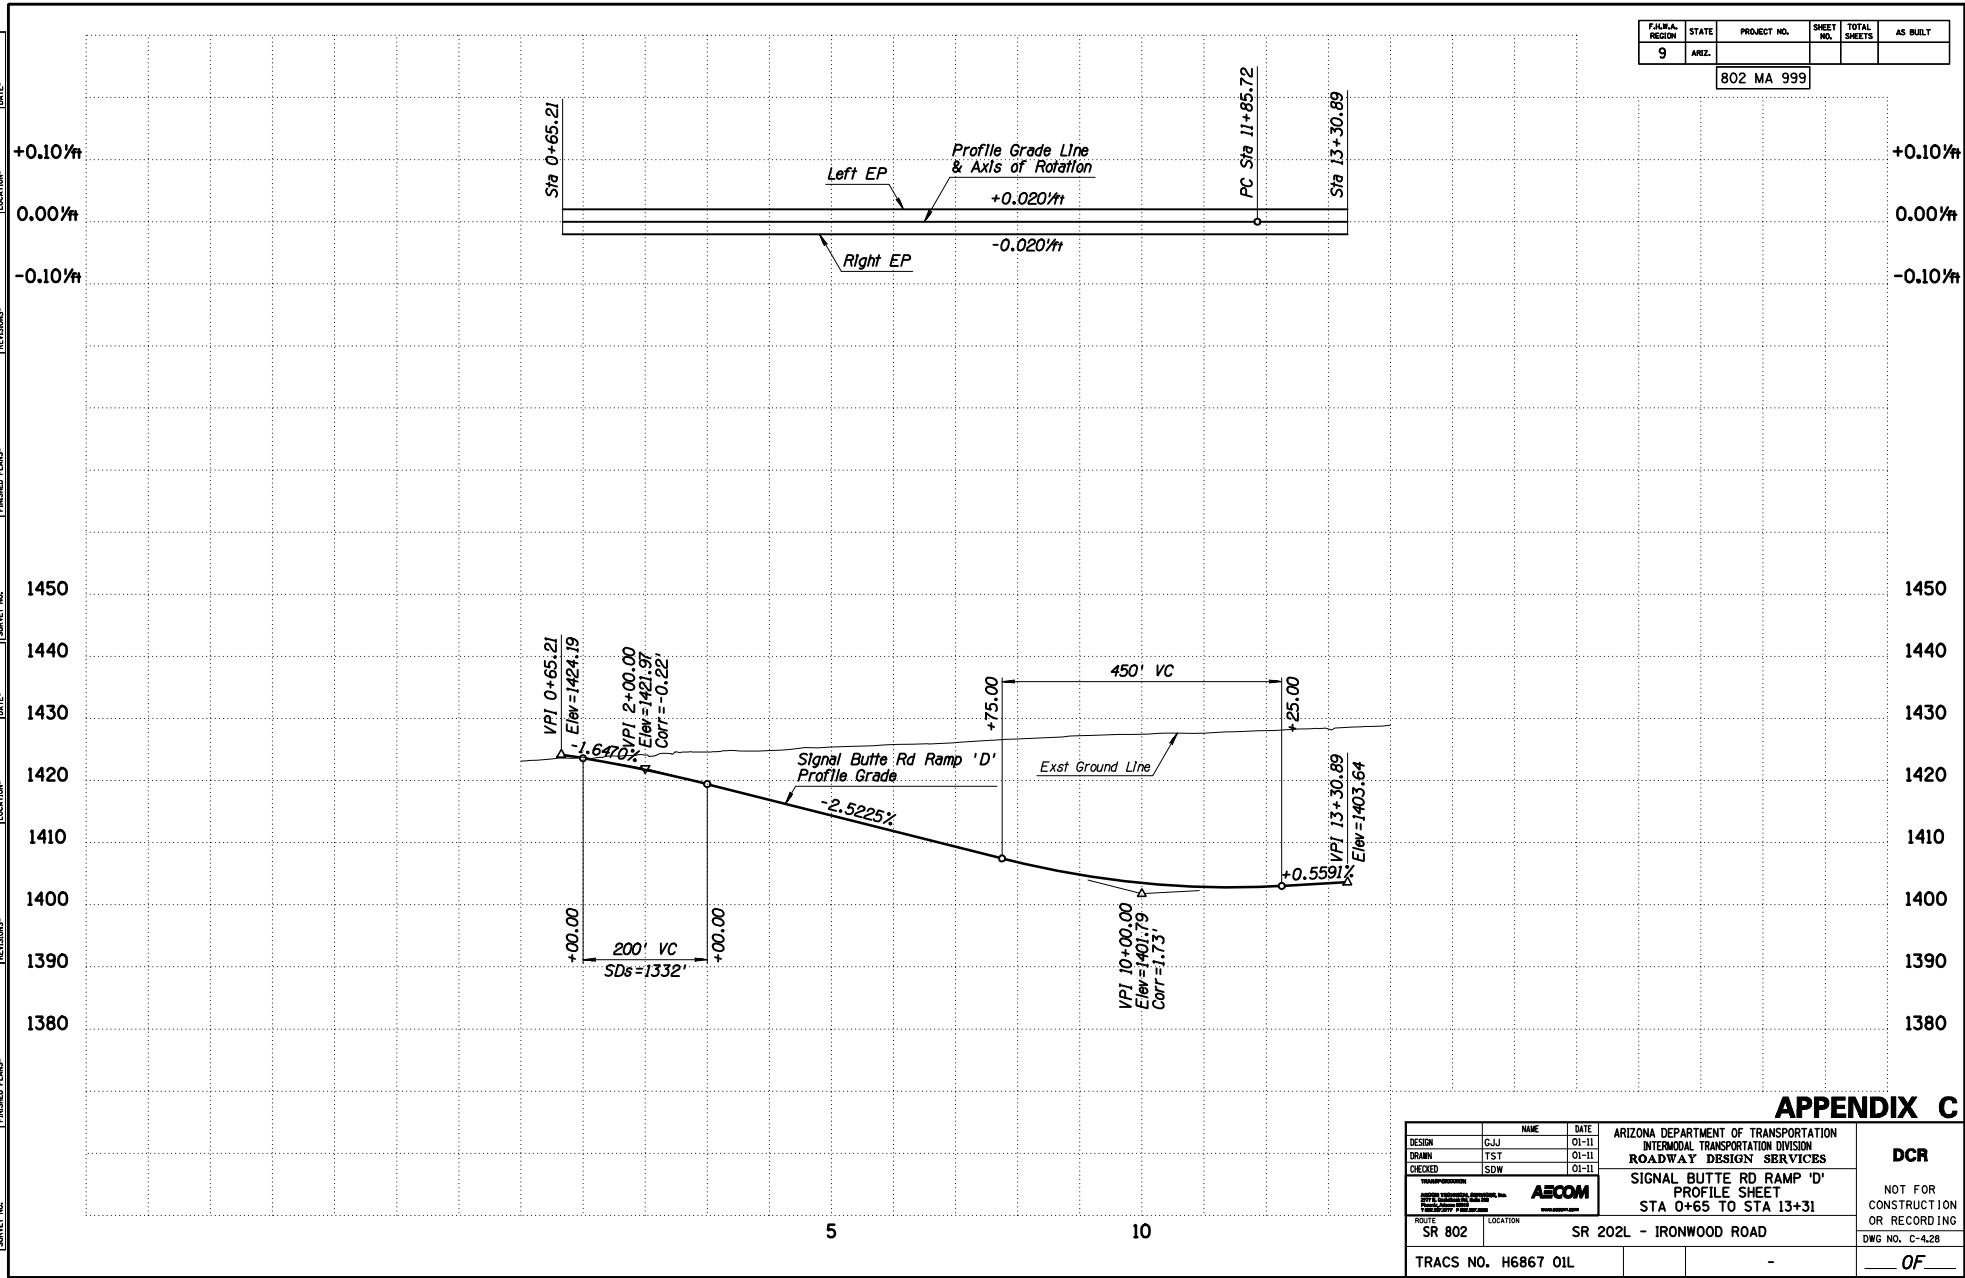 F.H.W.A. REGION
STATE
PROJECT NO.
SHEET NO.
TOTAL SHEETS
AS BUILT
9
ARIZ.
802 MA 999
+0.10'/ft
0.00'/ft
-0.10'/ft
+0.10'/ft
0.00'/ft
-0.10'/ft
Sta 0+65.21
Left EP
Profile Grade Line
& Axis of Rotation
+0.020'/ft
-0.020'/ft
Right EP
PC Sta 11+85.72
Sta 13+30.89
1450
1440
1430
1420
1410
1400
1390
1380
1450
1440
1430
1420
1410
1400
1390
1380
VPI 0+65.21
Elev=1424.19
-1.6470%
VPI 2+00.00
Elev=1421.97
Corr=-0.22'
Signal Butte Rd Ramp 'D'
Profile Grade
-2.5225%
+75.00
450' VC
+25.00
Exst Ground Line
VPI 13+30.89
Elev=1403.64
+0.5591%
+00.00
200' VC
SDs=1332'
+00.00
VPI 10+00.00
Elev=1401.79
Corr=1.73'
5
10
APPENDIX C
NAME
DATE
DESIGN
GJJ
01-11
DRAWN
TST
01-11
CHECKED
SDW
01-11
TRANSPORTATION
AECOM
ARIZONA DEPARTMENT OF TRANSPORTATION
INTERMODAL TRANSPORTATION DIVISION
ROADWAY DESIGN SERVICES
SIGNAL BUTTE RD RAMP 'D'
PROFILE SHEET
STA 0+65 TO STA 13+31
DCR
NOT FOR
CONSTRUCTION
OR RECORDING
ROUTE
SR 802
LOCATION
SR 202L - IRONWOOD ROAD
DWG NO. C-4.28
TRACS NO. H6867 01L
-
OF